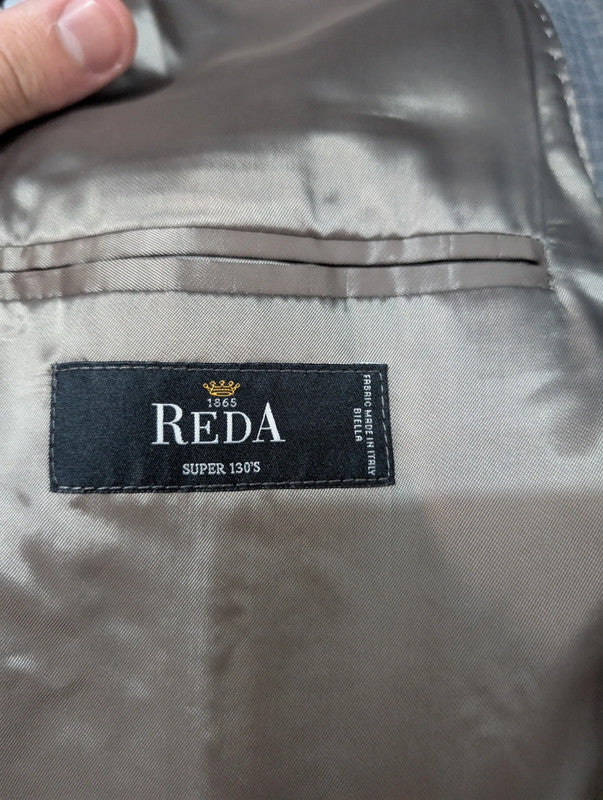 1865
REDA
SUPER 130'S
FABRIC MADE IN ITALY
BIELLA